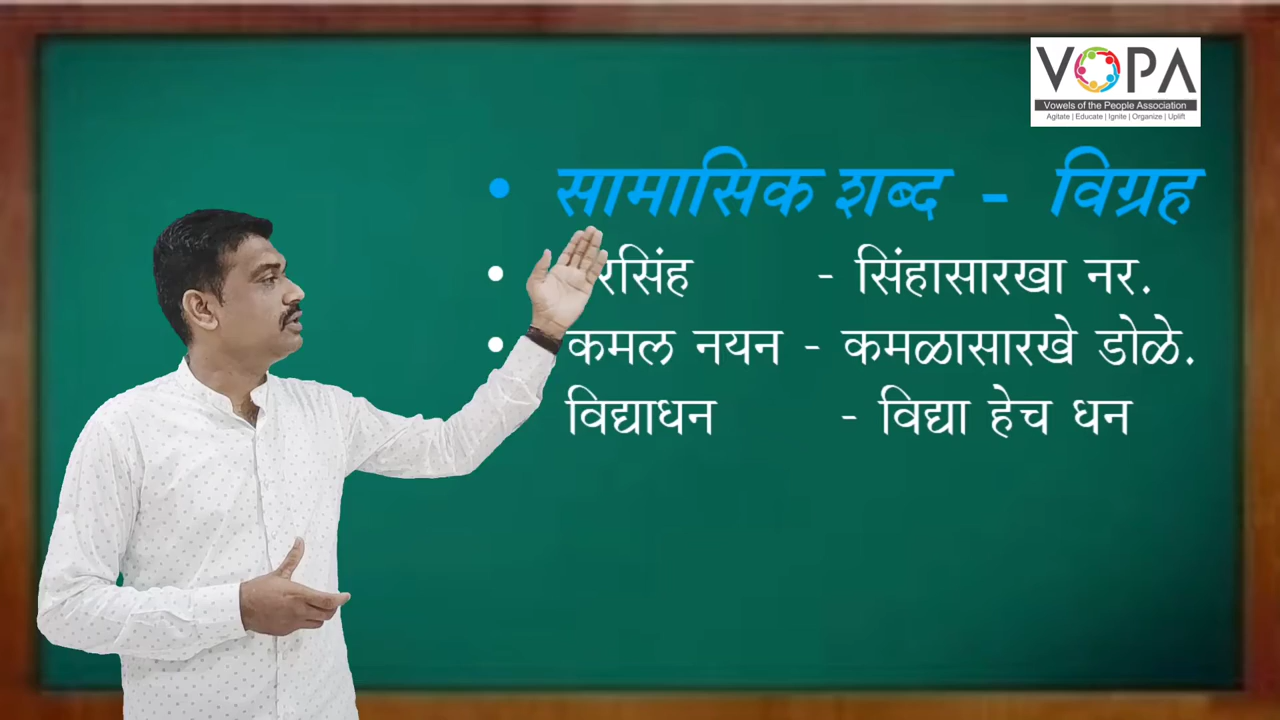 VOPA
Vowels of the People Association
Agitate | Educate | Ignite | Organize | Uplift
• सामासिक शब्द - विग्रह
• रसिंह - सिंहासारखा नर.
• कमल नयन - कमळासारखे डोळे.
विद्याधन - विद्या हेच धन